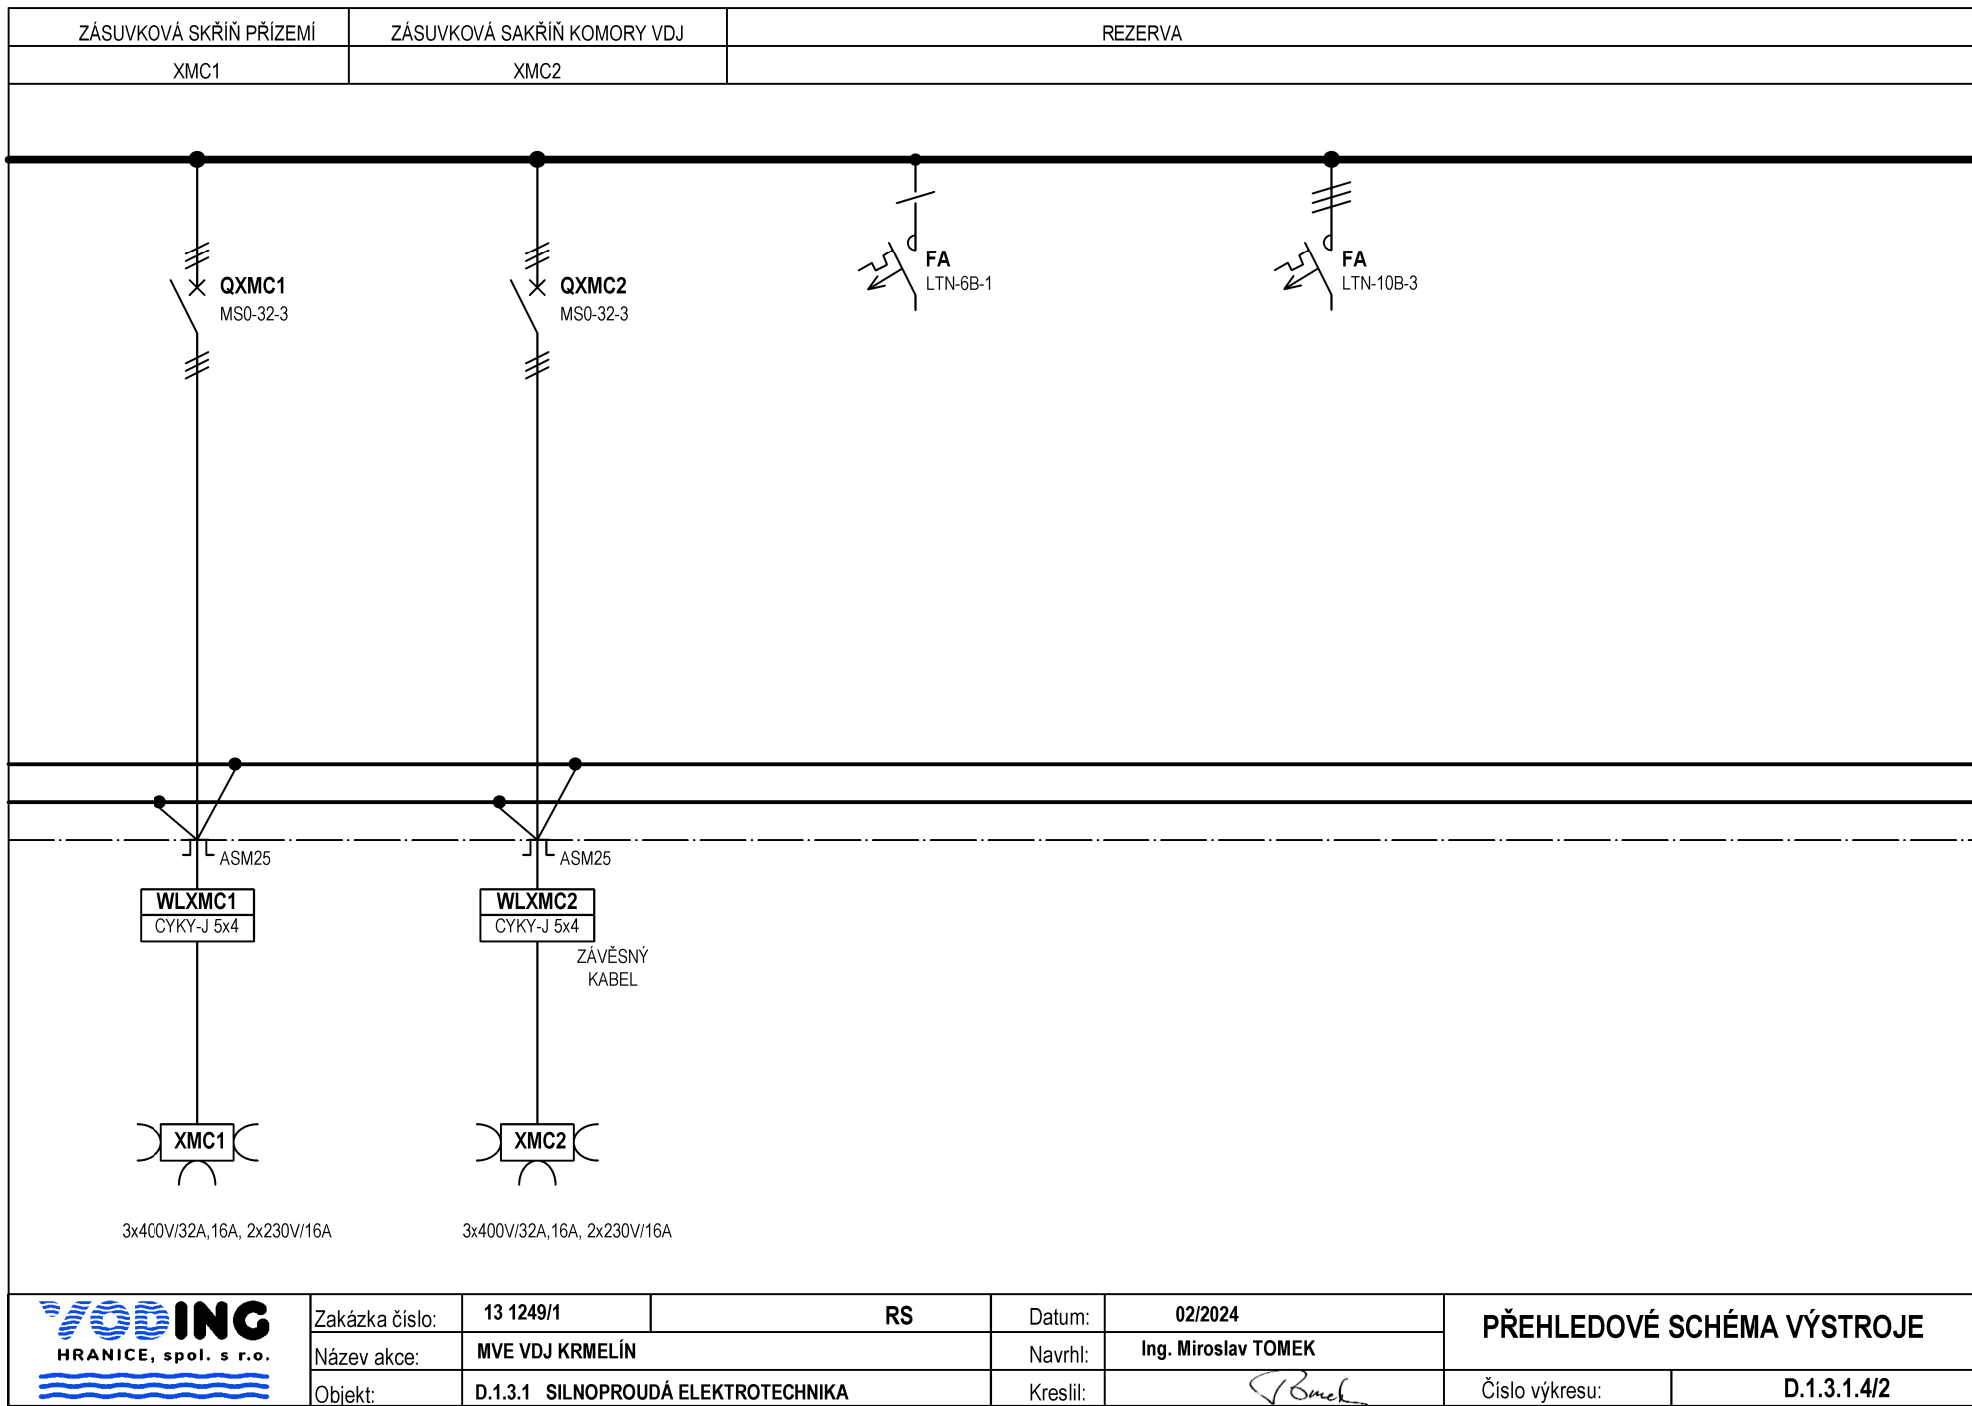 ZÁSUVKOVÁ SKŘÍŇ PŘÍZEMÍ
ZÁSUVKOVÁ SAKŘÍŇ KOMORY VDJ
REZERVA
XMC1
XMC2
QXMC1
MS0-32-3
QXMC2
MS0-32-3
FA
LTN-6B-1
FA
LTN-10B-3
ASM25
ASM25
WLXMC1
CYKY-J 5x4
WLXMC2
CYKY-J 5x4
ZÁVĚSNÝ
KABEL
XMC1
XMC2
3x400V/32A,16A, 2x230V/16A
3x400V/32A,16A, 2x230V/16A
VODING
HRANICE, spol. s r.o.
Zakázka číslo:
13 1249/1
RS
Datum:
02/2024
PŘEHLEDOVÉ SCHÉMA VÝSTROJE
Název akce:
MVE VDJ KRMELÍN
Navrhl:
Ing. Miroslav TOMEK
Objekt:
D.1.3.1 SILNOPROUDÁ ELEKTROTECHNIKA
Kreslil:
Číslo výkresu:
D.1.3.1.4/2